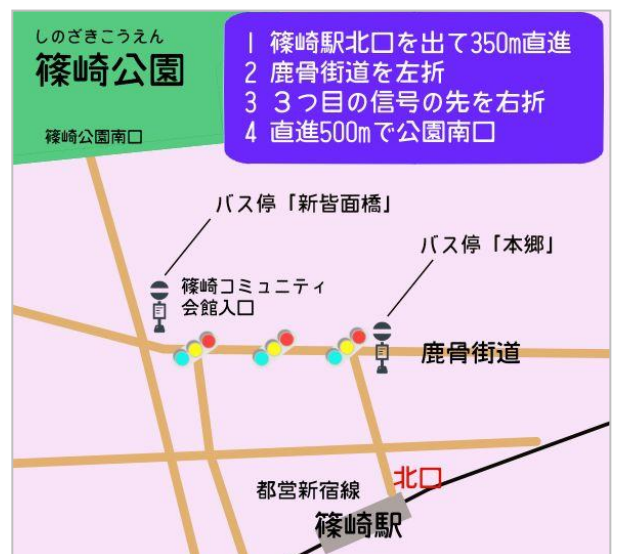 しのざきこうえん
篠崎公園
篠崎公園南口
1 篠崎駅北口を出て350m直進
2 鹿骨街道を左折
3 3つ目の信号の先を右折
4 直進500mで公園南口
バス停「新皆面橋」
バス停「本郷」
篠崎コミュニティ
会館入口
鹿骨街道
北口
都営新宿線
篠崎駅